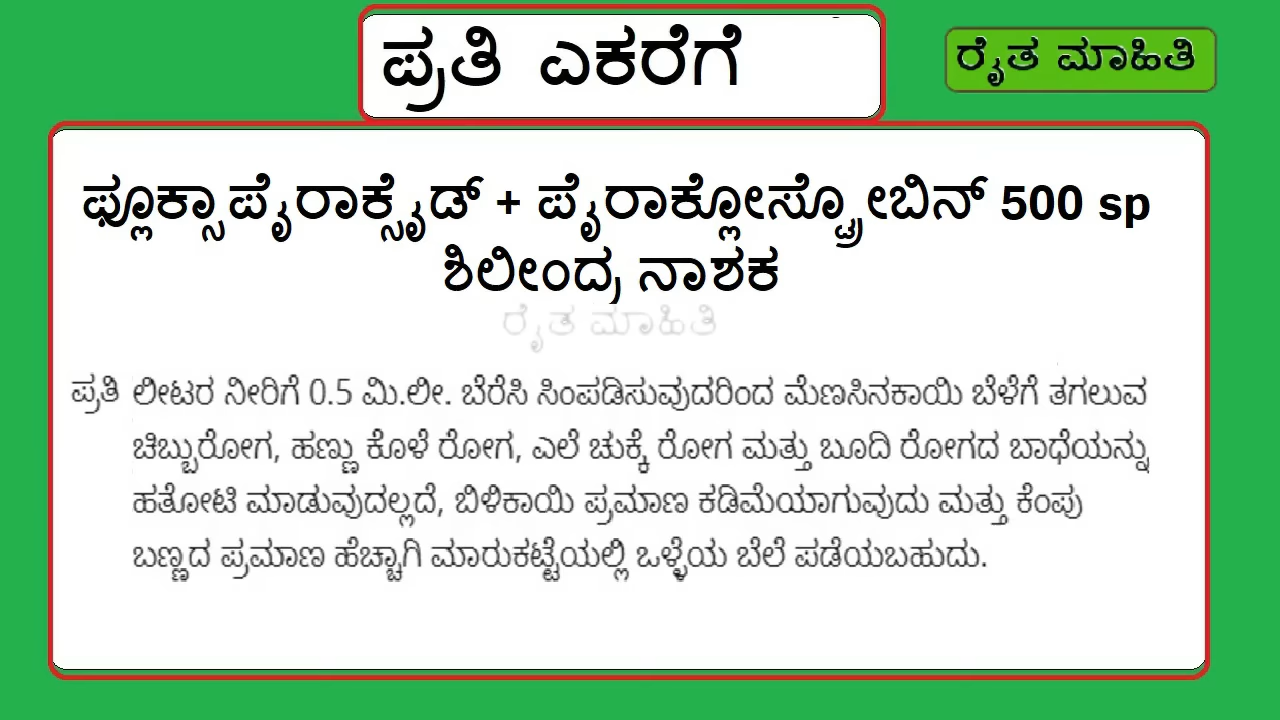 ಪ್ರತಿ ಎಕರೆಗೆ
ರೈತ ಮಾಹಿತಿ
ಫ್ಲೂಕ್ಸಾಪೈರಾಕ್ಸೈಡ್ + ಪೈರಾಕ್ಲೋಸ್ಟ್ರೋಬಿನ್ 500 sp
ಶಿಲೀಂದ್ರ ನಾಶಕ
ರೈತ ಮಾಹಿತಿ
ಪ್ರತಿ ಲೀಟರ ನೀರಿಗೆ 0.5 ಮಿ.ಲೀ. ಬೆರೆಸಿ ಸಿಂಪಡಿಸುವುದರಿಂದ ಮೆಣಸಿನಕಾಯಿ ಬೆಳೆಗೆ ತಗಲುವ
ಚಿಬ್ಬುರೋಗ, ಹಣ್ಣು ಕೊಳೆ ರೋಗ, ಎಲೆ ಚುಕ್ಕೆ ರೋಗ ಮತ್ತು ಬೂದಿ ರೋಗದ ಬಾಧೆಯನ್ನು
ಹತೋಟಿ ಮಾಡುವುದಲ್ಲದೆ, ಬಿಳಿಕಾಯಿ ಪ್ರಮಾಣ ಕಡಿಮೆಯಾಗುವುದು ಮತ್ತು ಕೆಂಪು
ಬಣ್ಣದ ಪ್ರಮಾಣ ಹೆಚ್ಚಾಗಿ ಮಾರುಕಟ್ಟೆಯಲ್ಲಿ ಒಳ್ಳೆಯ ಬೆಲೆ ಪಡೆಯಬಹುದು.